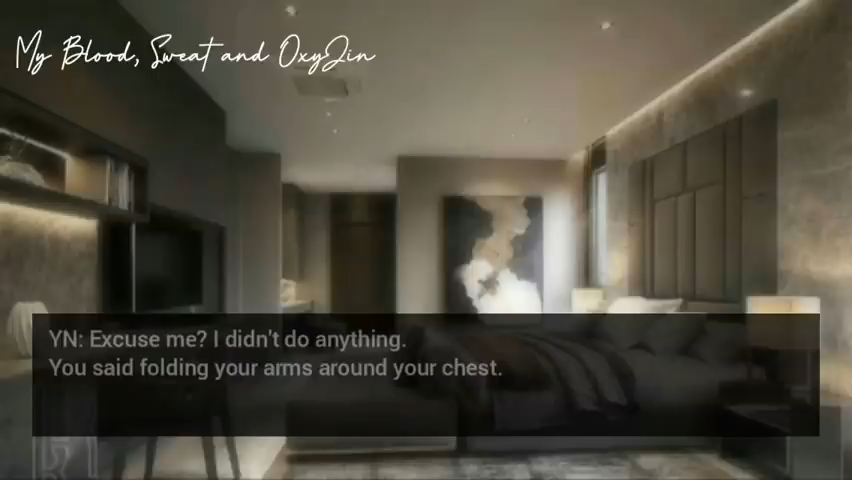 My Blood, Sweat and OxyJin
YN: Excuse me? I didn't do anything.
You said folding your arms around your chest.